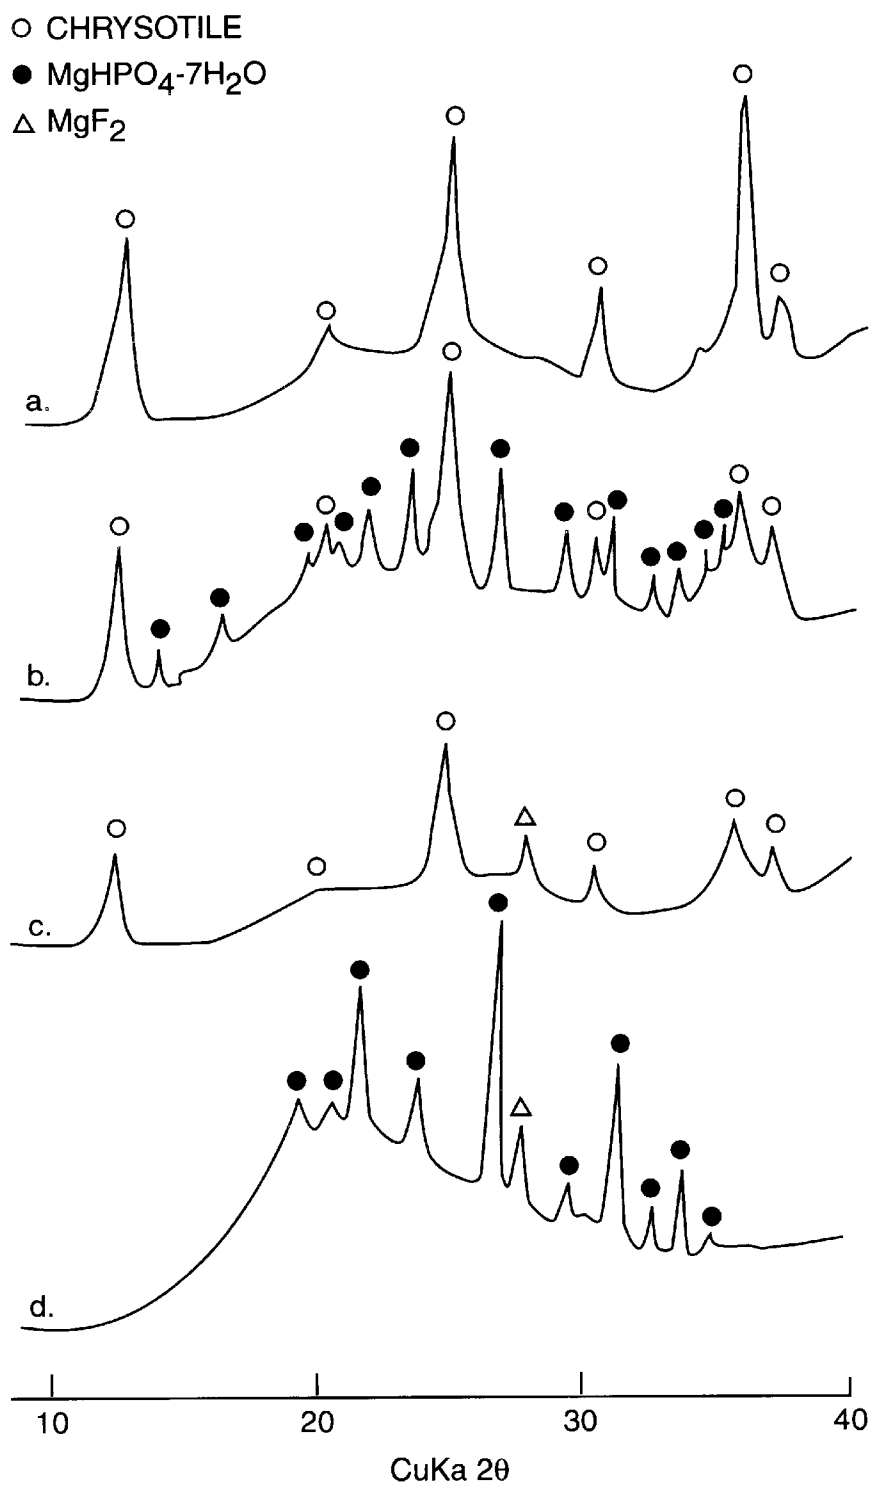 ○ CHRYSOTILE
● MgHPO4-7H2O
△ MgF2
a.
b.
c.
d.
10 20 30 40
CuKa 2θ